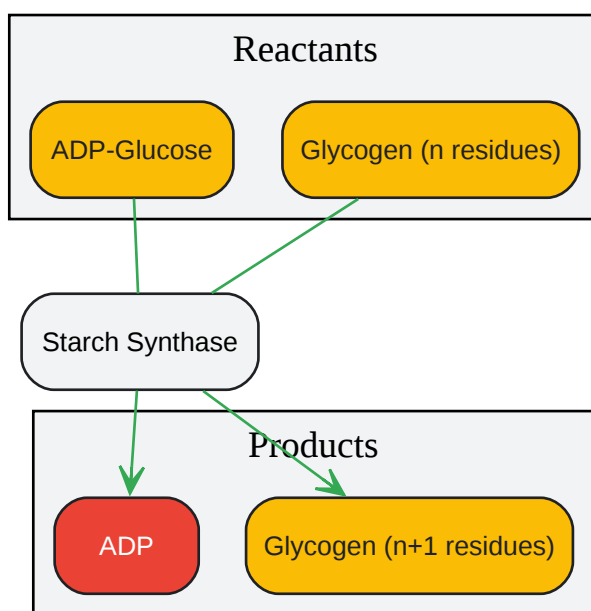 Reactants
ADP-Glucose
Glycogen (n residues)
Starch Synthase
Products
ADP
Glycogen (n+1 residues)